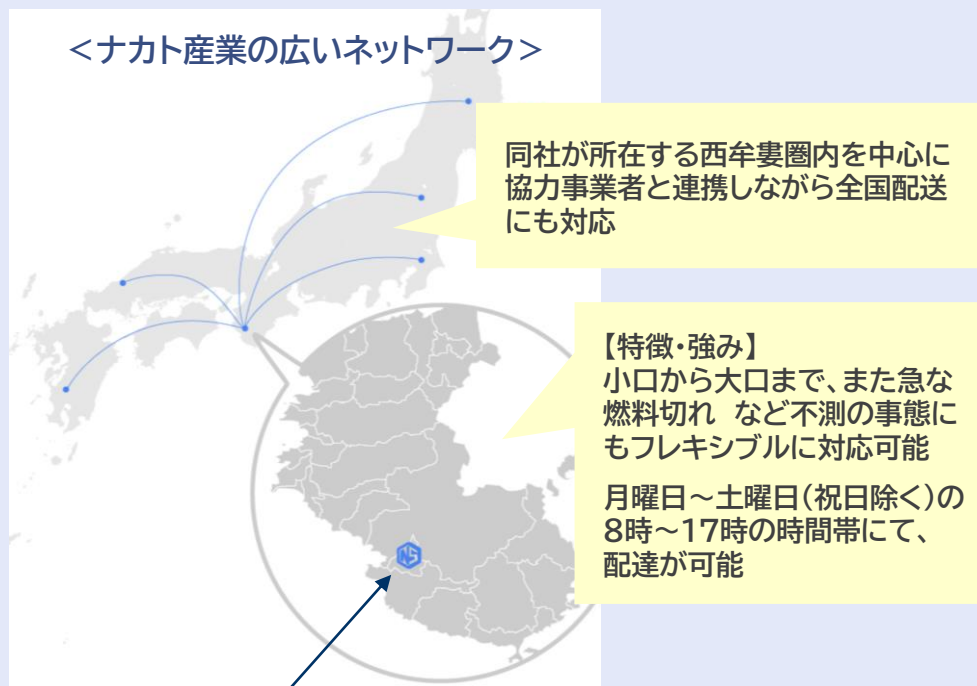 ＜ナカト産業の広いネットワーク＞
同社が所在する西牟婁圏内を中心に
協力事業者と連携しながら全国配送
にも対応
【特徴・強み】
小口から大口まで、また急な
燃料切れ など不測の事態に
もフレキシブルに対応可能
月曜日～土曜日(祝日除く)の
8時～17時の時間帯にて、
配達が可能
NS